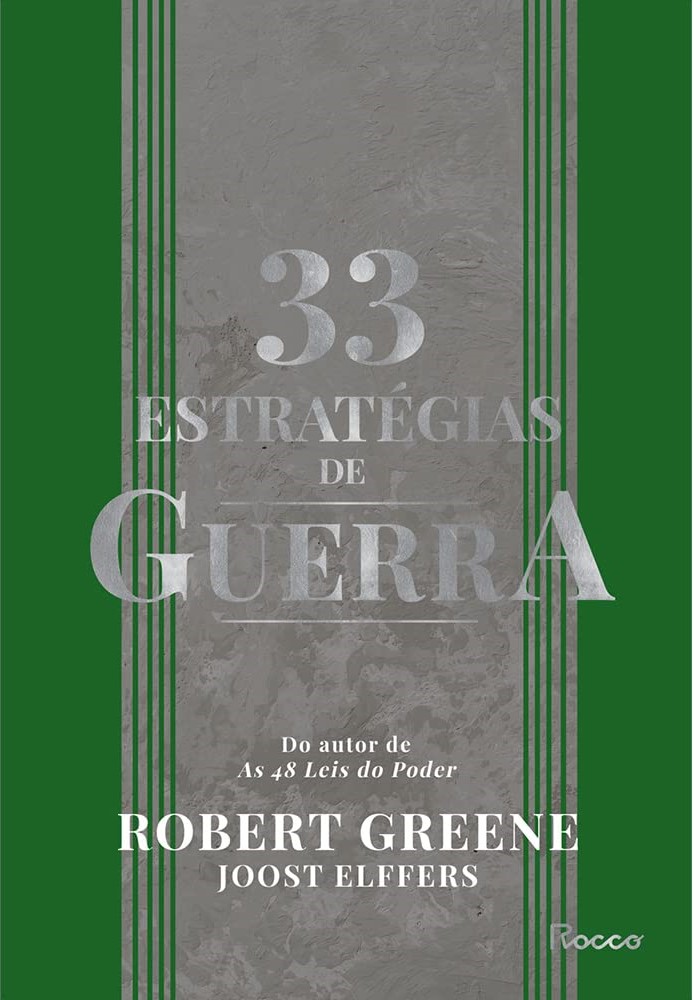 33
ESTRATÉGIAS
DE
GUERRA
Do autor de
As 48 Leis do Poder
ROBERT GREENE
JOOST ELFFERS
Rocco